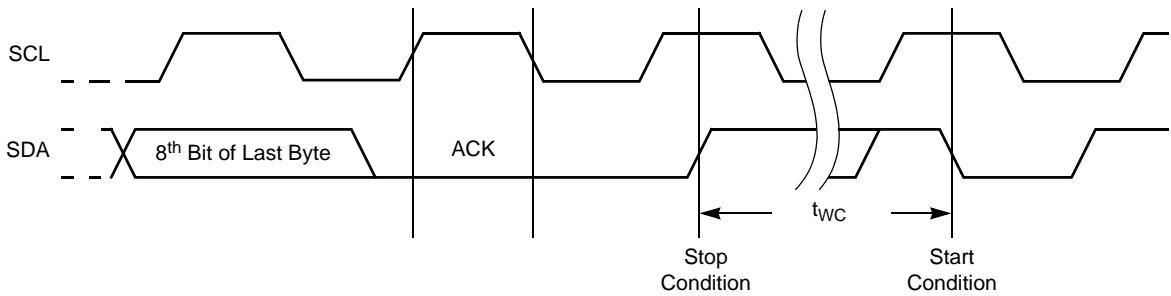 SCL
SDA
8th Bit of Last Byte
ACK
tWC
Stop
Condition
Start
Condition